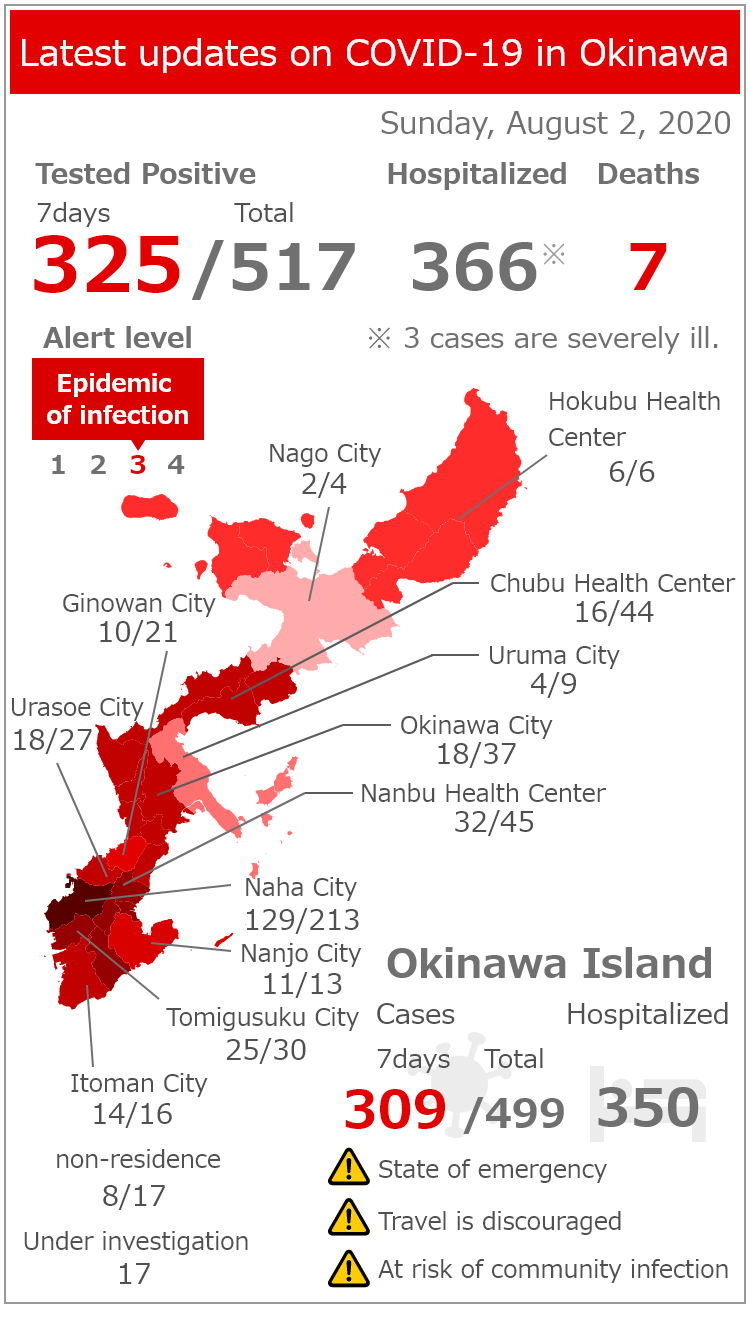 Latest updates on COVID-19 in Okinawa
Sunday, August 2, 2020
Tested Positive
Hospitalized
Deaths
7days
Total
325/517
366※
7
Alert level
※ 3 cases are severely ill.
Epidemic
of infection
1 2 3 4
Hokubu Health
Center
6/6
Nago City
2/4
Chubu Health Center
16/44
Ginowan City
10/21
Uruma City
4/9
Urasoe City
18/27
Okinawa City
18/37
Nanbu Health Center
32/45
Naha City
129/213
Nanjo City
11/13
Tomigusuku City
25/30
Itoman City
14/16
non-residence
8/17
Under investigation
17
Okinawa Island
Cases
Hospitalized
7days
Total
309/499
350
State of emergency
Travel is discouraged
At risk of community infection